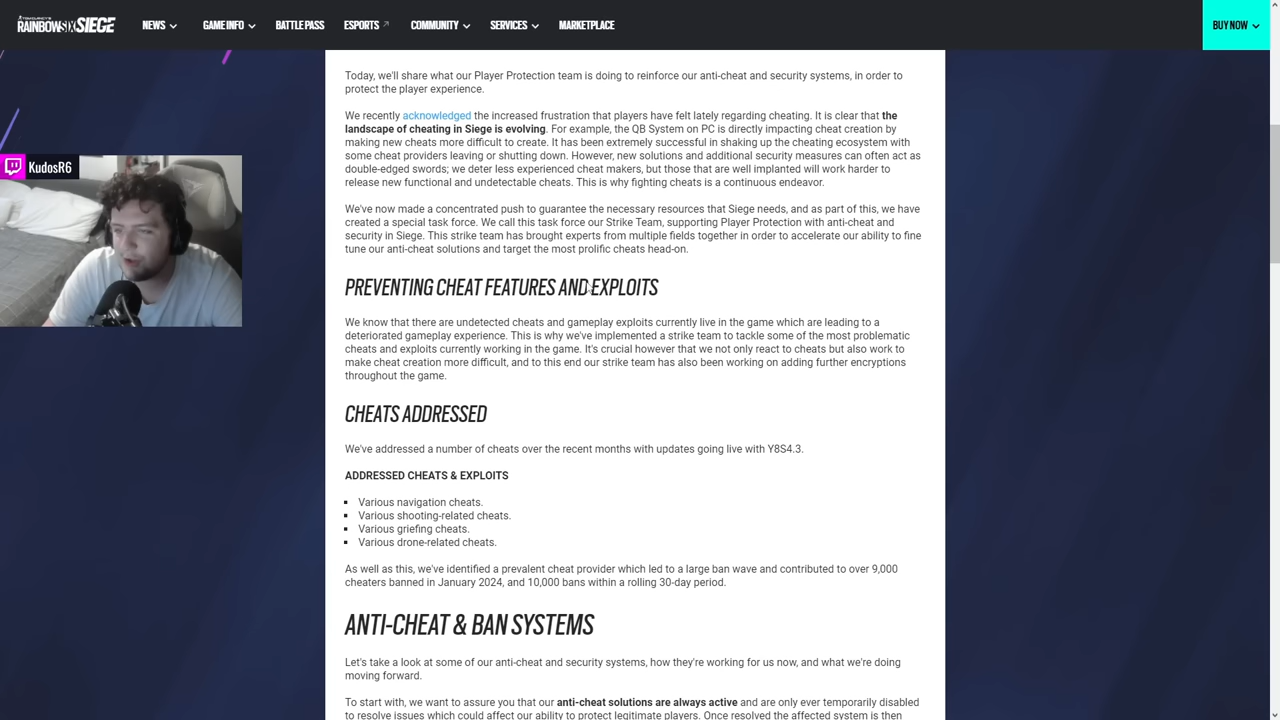 TOM CLANCY'S
RAINBOWSIX SIEGE
NEWS
GAME INFO
BATTLE PASS
ESPORTS
COMMUNITY
SERVICES
MARKETPLACE
BUY NOW
Today, we'll share what our Player Protection team is doing to reinforce our anti-cheat and security systems, in order to
protect the player experience.
We recently acknowledged the increased frustration that players have felt lately regarding cheating. It is clear that the
landscape of cheating in Siege is evolving. For example, the QB System on PC is directly impacting cheat creation by
making new cheats more difficult to create. It has been extremely successful in shaking up the cheating ecosystem with
some cheat providers leaving or shutting down. However, new solutions and additional security measures can often act as
double-edged swords; we deter less experienced cheat makers, but those that are well implanted will work harder to
release new functional and undetectable cheats. This is why fighting cheats is a continuous endeavor.
KudosR6
We've now made a concentrated push to guarantee the necessary resources that Siege needs, and as part of this, we have
created a special task force. We call this task force our Strike Team, supporting Player Protection with anti-cheat and
security in Siege. This strike team has brought experts from multiple fields together in order to accelerate our ability to fine
tune our anti-cheat solutions and target the most prolific cheats head-on.
PREVENTING CHEAT FEATURES AND EXPLOITS
We know that there are undetected cheats and gameplay exploits currently live in the game which are leading to a
deteriorated gameplay experience. This is why we've implemented a strike team to tackle some of the most problematic
cheats and exploits currently working in the game. It's crucial however that we not only react to cheats but also work to
make cheat creation more difficult, and to this end our strike team has also been working on adding further encryptions
throughout the game.
CHEATS ADDRESSED
We've addressed a number of cheats over the recent months with updates going live with Y8S4.3.
ADDRESSED CHEATS & EXPLOITS
▪ Various navigation cheats.
▪ Various shooting-related cheats.
▪ Various griefing cheats.
▪ Various drone-related cheats.
As well as this, we've identified a prevalent cheat provider which led to a large ban wave and contributed to over 9,000
cheaters banned in January 2024, and 10,000 bans within a rolling 30-day period.
ANTI-CHEAT & BAN SYSTEMS
Let's take a look at some of our anti-cheat and security systems, how they're working for us now, and what we're doing
moving forward.
To start with, we want to assure you that our anti-cheat solutions are always active and are only ever temporarily disabled
to resolve issues which could affect our ability to protect legitimate players. Once resolved the affected system is then